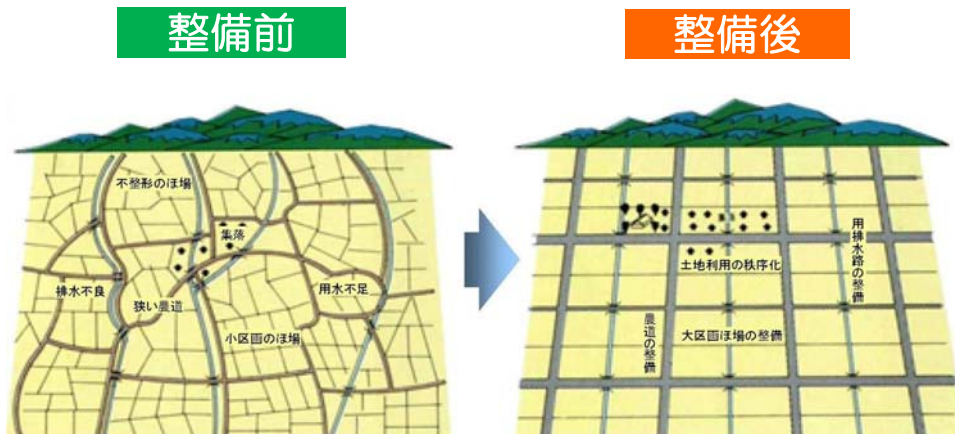 整備前
整備後
不整形のほ場
集落
排水不良
狭い農道
用水不足
小区画のほ場
用排水路の整備
土地利用の秩序化
農道の整備
大区画ほ場の整備